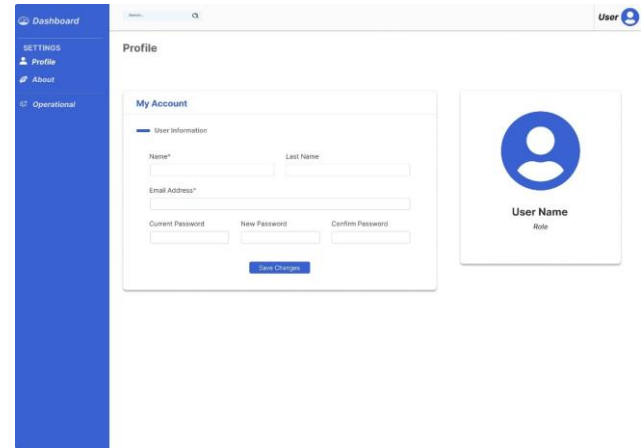 Dashboard
Search...
User
SETTINGS
Profile
About
Operational
Profile
My Account
User Information
Name*
Last Name
Email Address*
Current Password
New Password
Confirm Password
Save Changes
User Name
Role